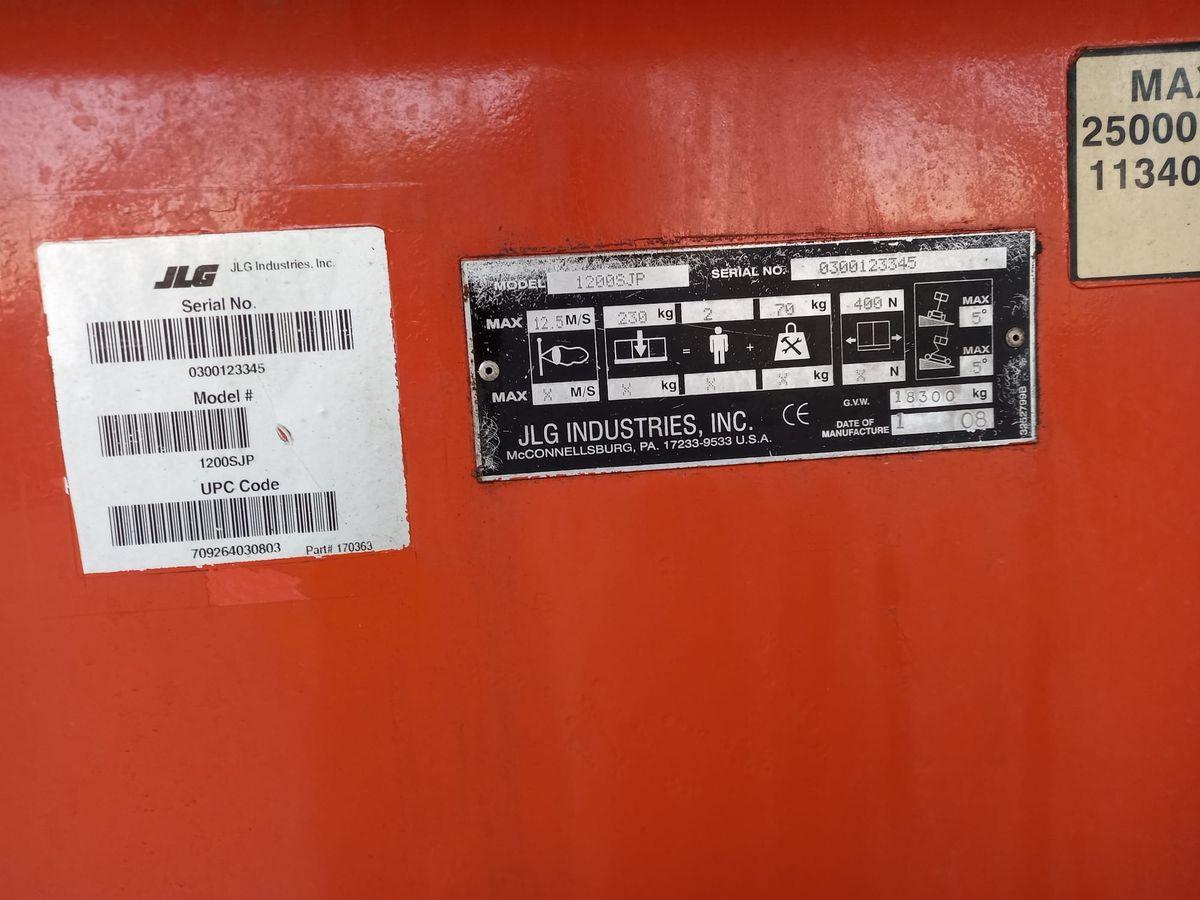 JLG JLG Industries, Inc.
Serial No.
0300123345
Model #
1200SJP
UPC Code
709264030803 Part# 170363
MODEL 1200SJP SERIAL NO. 0300123345
MAX 12.5 M/S 230 kg 2 70 kg 400 N MAX 5°
= + MAX 5°
MAX X M/S X kg X X kg X N
G.V.W. 18300 kg
JLG INDUSTRIES, INC. CE DATE OF MANUFACTURE 1 08
McCONNELLSBURG, PA. 17233-9533 U.S.A.
3252799B
MAX
25000
11340